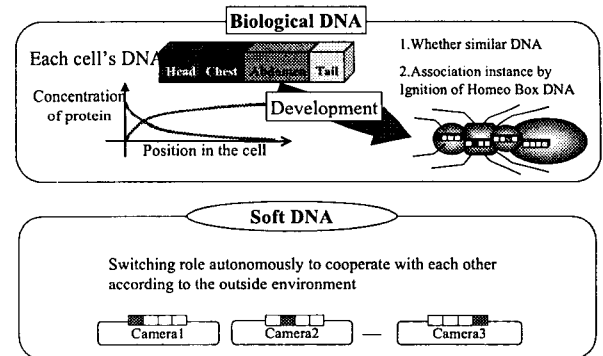 Biological DNA
Each cell's DNA
Head Chest Abdomen Tail
1.Whether similar DNA
2.Association instance by
Ignition of Homeo Box DNA
Concentration
of protein
Development
Position in the cell
Soft DNA
Switching role autonomously to cooperate with each other
according to the outside environment
Camera1 Camera2 — Camera3